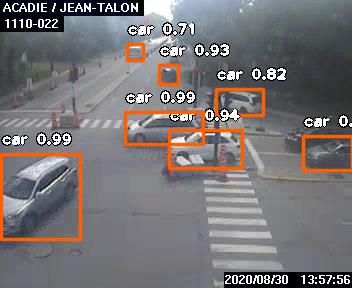 ACADIE / JEAN-TALON
1110-022
car 0.71
car 0.93
car 0.82
car 0.99
car 0.94
car 0.
car 0.99
2020/08/30 13:57:56